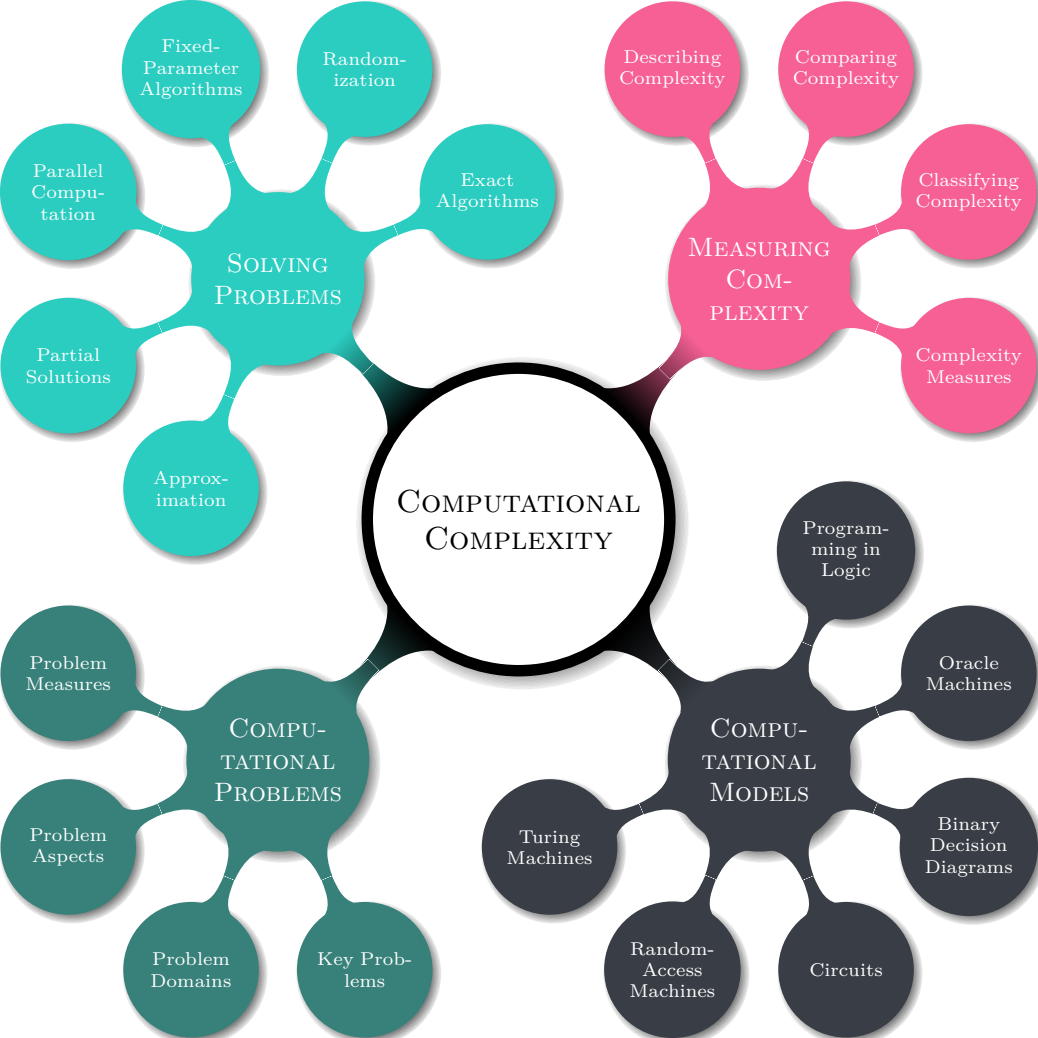 Fixed-
Parameter
Algorithms
Random-
ization
Parallel
Compu-
tation
Exact
Algorithms
Solving
Problems
Partial
Solutions
Approx-
imation
Describing
Complexity
Comparing
Complexity
Classifying
Complexity
Measuring
Com-
plexity
Complexity
Measures
Computational
Complexity
Problem
Measures
Compu-
tational
Problems
Problem
Aspects
Problem
Domains
Key Prob-
lems
Program-
ming in
Logic
Oracle
Machines
Compu-
tational
Models
Turing
Machines
Binary
Decision
Diagrams
Random-
Access
Machines
Circuits